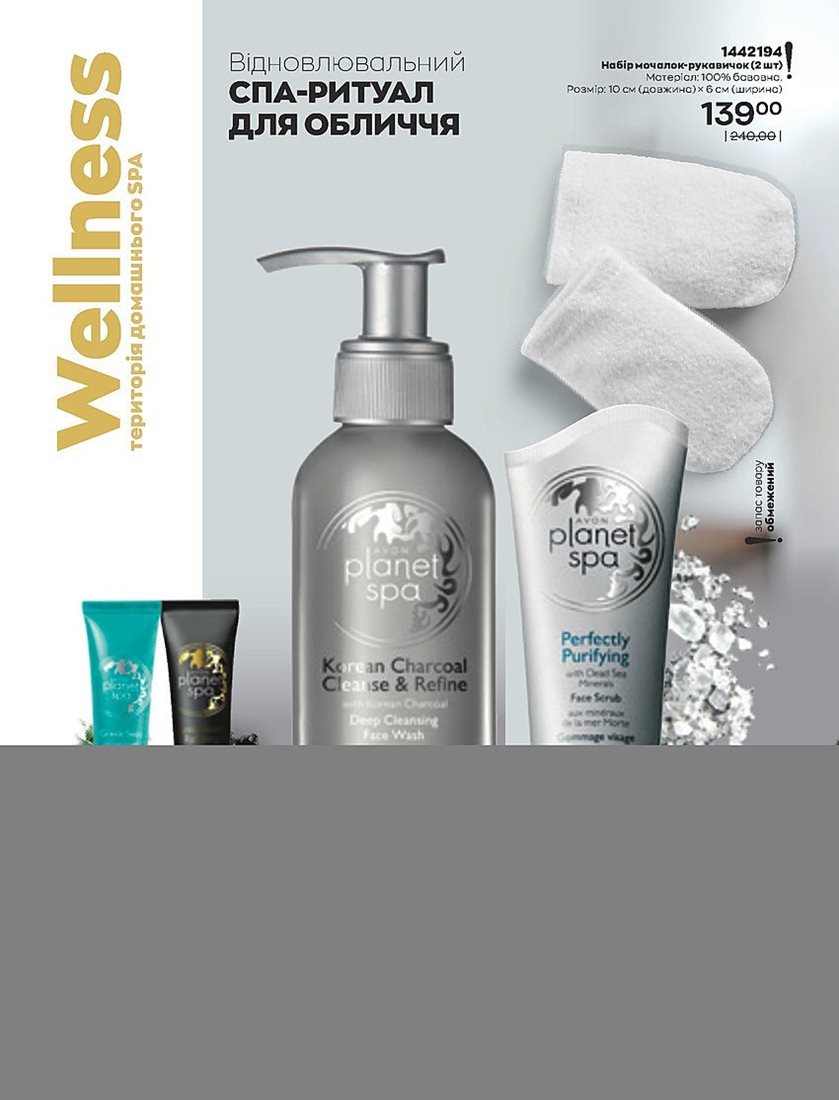 Wellness
територія домашнього SPA
Відновлювальний
СПА-РИТУАЛ
ДЛЯ ОБЛИЧЧЯ
1442194
Набір мочалок-рукавичок (2 шт)
Матеріал: 100% бавовна.
Розмір: 10 см (довжина) × 6 см (ширина)
139⁰⁰
| 240,00 |
запас товару
обмежений
AVON
planet
spa
Korean Charcoal
Cleanse & Refine
with Korean Charcoal
Deep Cleansing
Face Wash
AVON
planet
spa
Perfectly
Purifying
with Dead Sea
Minerals
Face Scrub
aux minéraux
de la mer Morte
Gommage visage
planet
spa
planet
spa